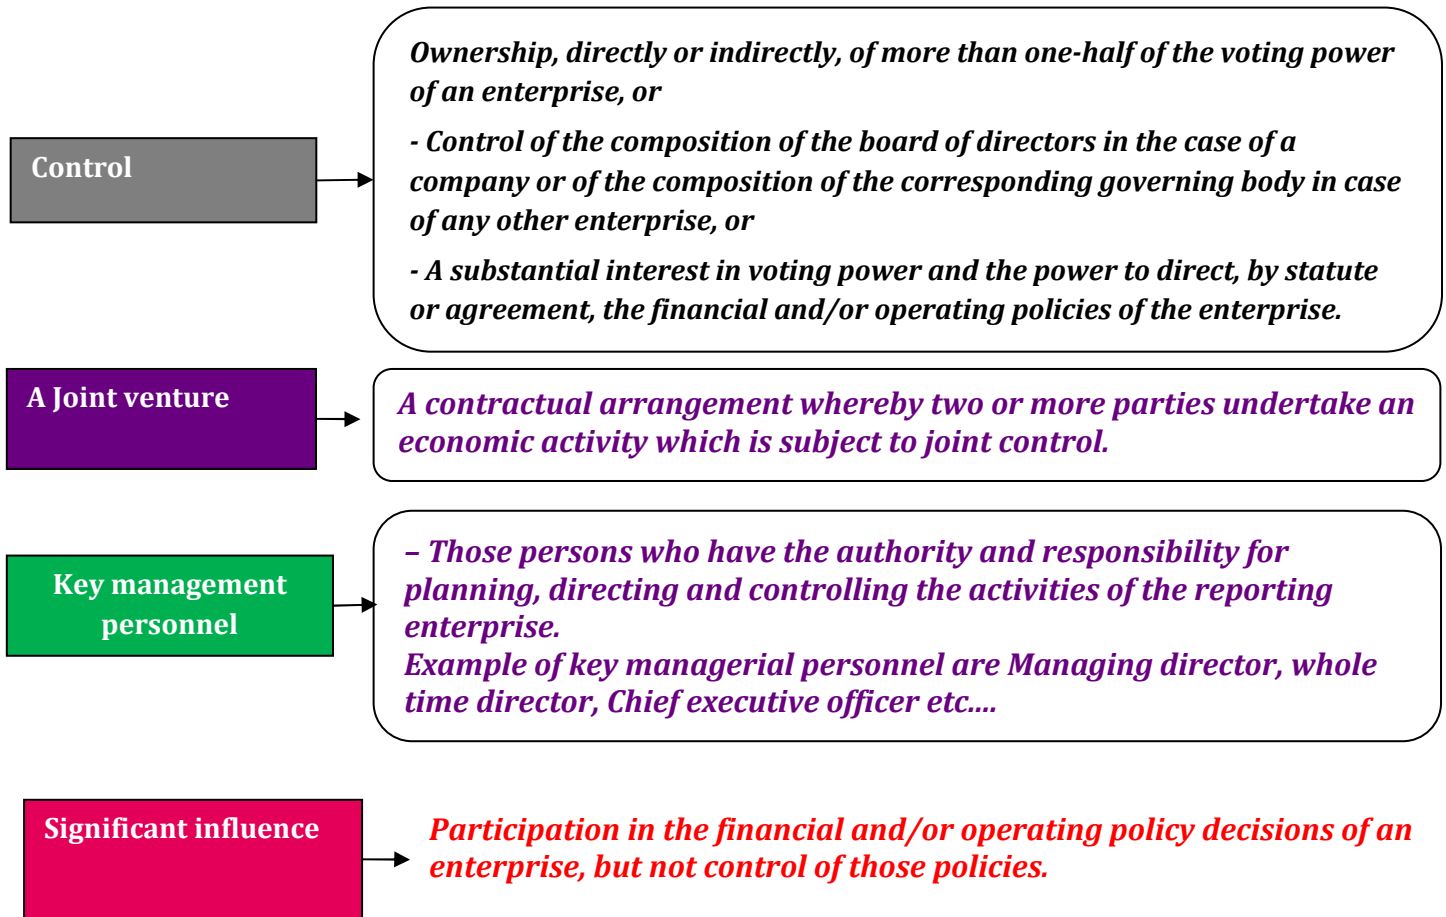 Control
Ownership, directly or indirectly, of more than one-half of the voting power
of an enterprise, or
- Control of the composition of the board of directors in the case of a
company or of the composition of the corresponding governing body in case
of any other enterprise, or
- A substantial interest in voting power and the power to direct, by statute
or agreement, the financial and/or operating policies of the enterprise.
A Joint venture
A contractual arrangement whereby two or more parties undertake an
economic activity which is subject to joint control.
Key management
personnel
– Those persons who have the authority and responsibility for
planning, directing and controlling the activities of the reporting
enterprise.
Example of key managerial personnel are Managing director, whole
time director, Chief executive officer etc....
Significant influence
Participation in the financial and/or operating policy decisions of an
enterprise, but not control of those policies.